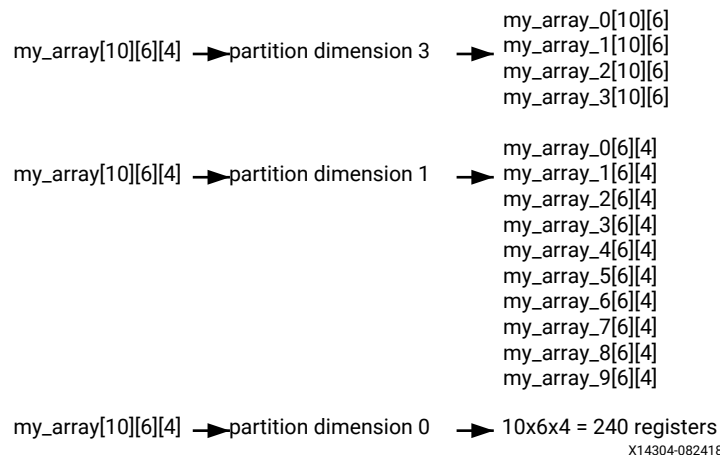 my_array_0[10][6]
my_array[10][6][4] partition dimension 3 my_array_1[10][6]
my_array_2[10][6]
my_array_3[10][6]
my_array_0[6][4]
my_array[10][6][4] partition dimension 1 my_array_1[6][4]
my_array_2[6][4]
my_array_3[6][4]
my_array_4[6][4]
my_array_5[6][4]
my_array_6[6][4]
my_array_7[6][4]
my_array_8[6][4]
my_array_9[6][4]
my_array[10][6][4] partition dimension 0 10x6x4 = 240 registers
X14304-082418